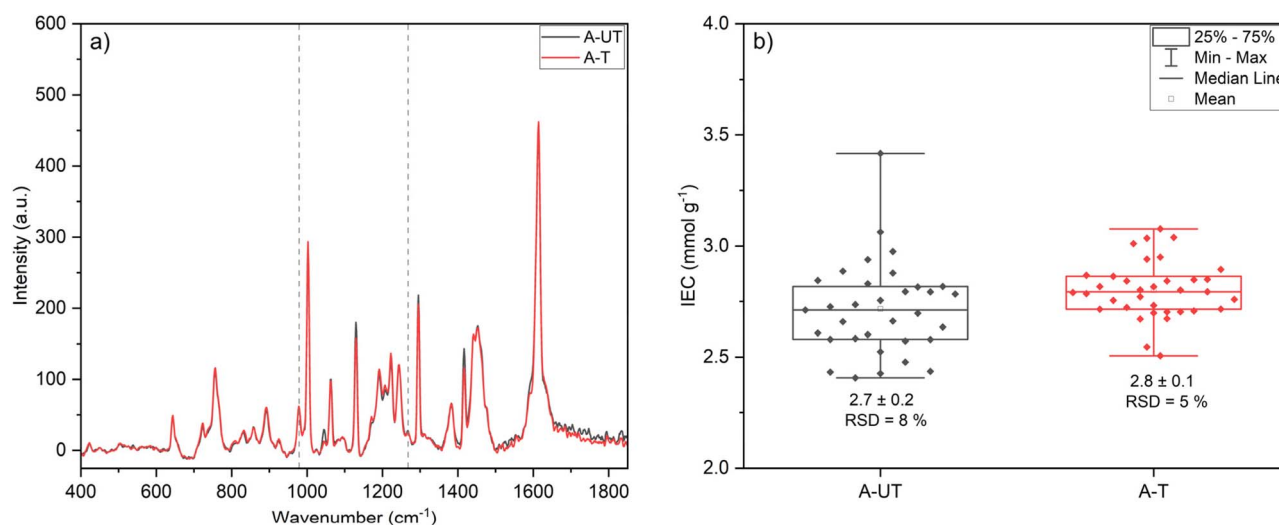 a)
A-UT
A-T
600
500
400
300
200
100
0
Intensity (a.u.)
400 600 800 1000 1200 1400 1600 1800
Wavenumber (cm⁻¹)
b)
25% - 75%
Min - Max
Median Line
Mean
4.0
3.5
3.0
2.5
2.0
IEC (mmol g⁻¹)
2.7 ± 0.2
RSD = 8 %
2.8 ± 0.1
RSD = 5 %
A-UT A-T